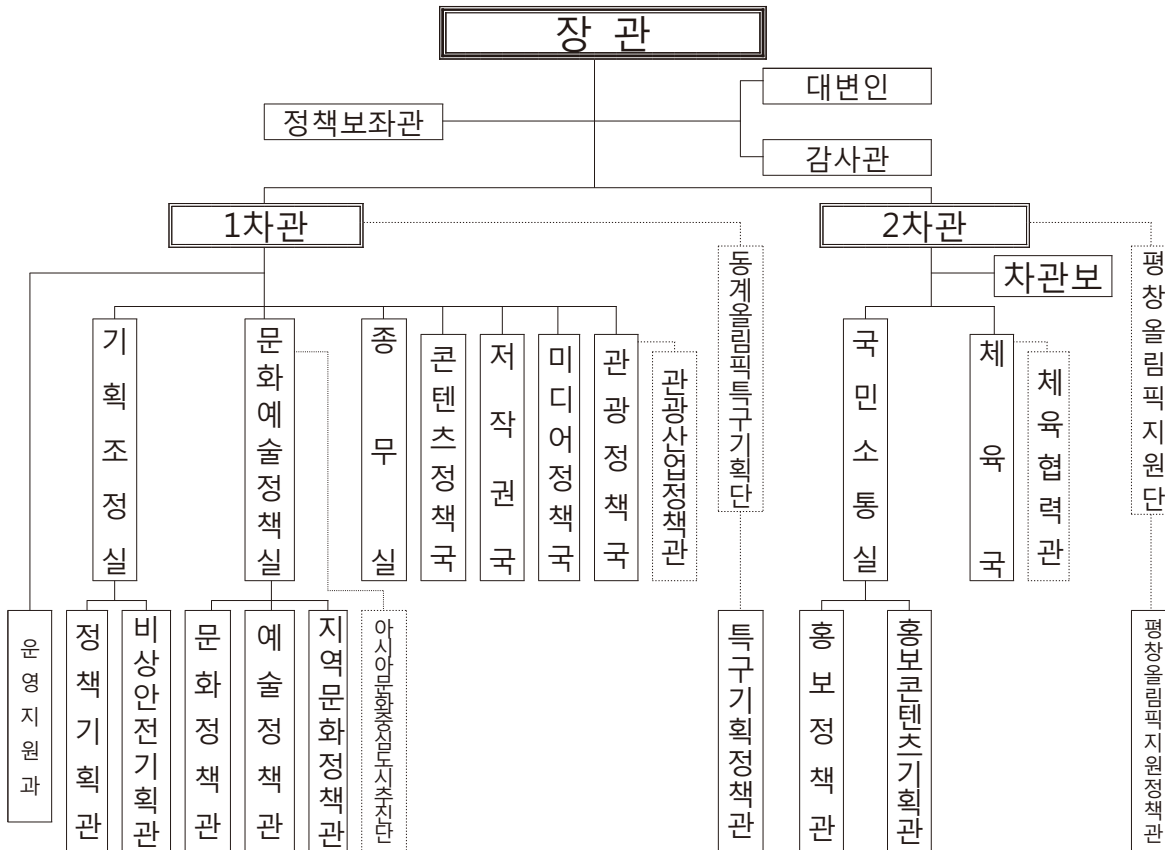 장 관
대변인
정책보좌관
감사관
1차관
2차관
차관보
동계올림픽특구기획단
평창올림픽지원단
기획조정실
문화예술정책실
종무실
콘텐츠정책국
저작권국
미디어정책국
관광정책국
관광산업정책관
국민소통실
체육국
체육협력관
운영지원과
정책기획관
비상안전기획관
문화정책관
예술정책관
지역문화정책관
아시아문화중심도시추진단
특구기획정책관
홍보정책관
홍보콘텐츠기획관
평창올림픽지원정책관